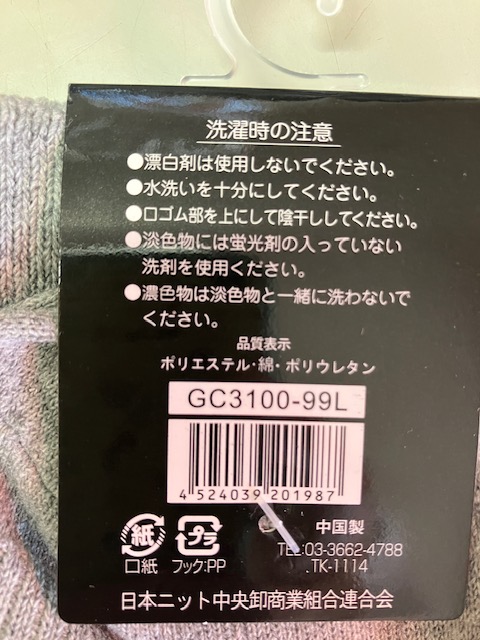 洗濯時の注意
●漂白剤は使用しないでください。
●水洗いを十分にしてください。
●口ゴム部を上にして陰干ししてください。
●淡色物には蛍光剤の入っていない
洗剤を使用ください。
●濃色物は淡色物と一緒に洗わないで
ください。
品質表示
ポリエステル・綿・ポリウレタン
GC3100-99L
4 524039 201987
紙 プラ 中国製
口紙 フック:PP TEL:03-3662-4788
TK-1114
日本ニット中央卸商業組合連合会